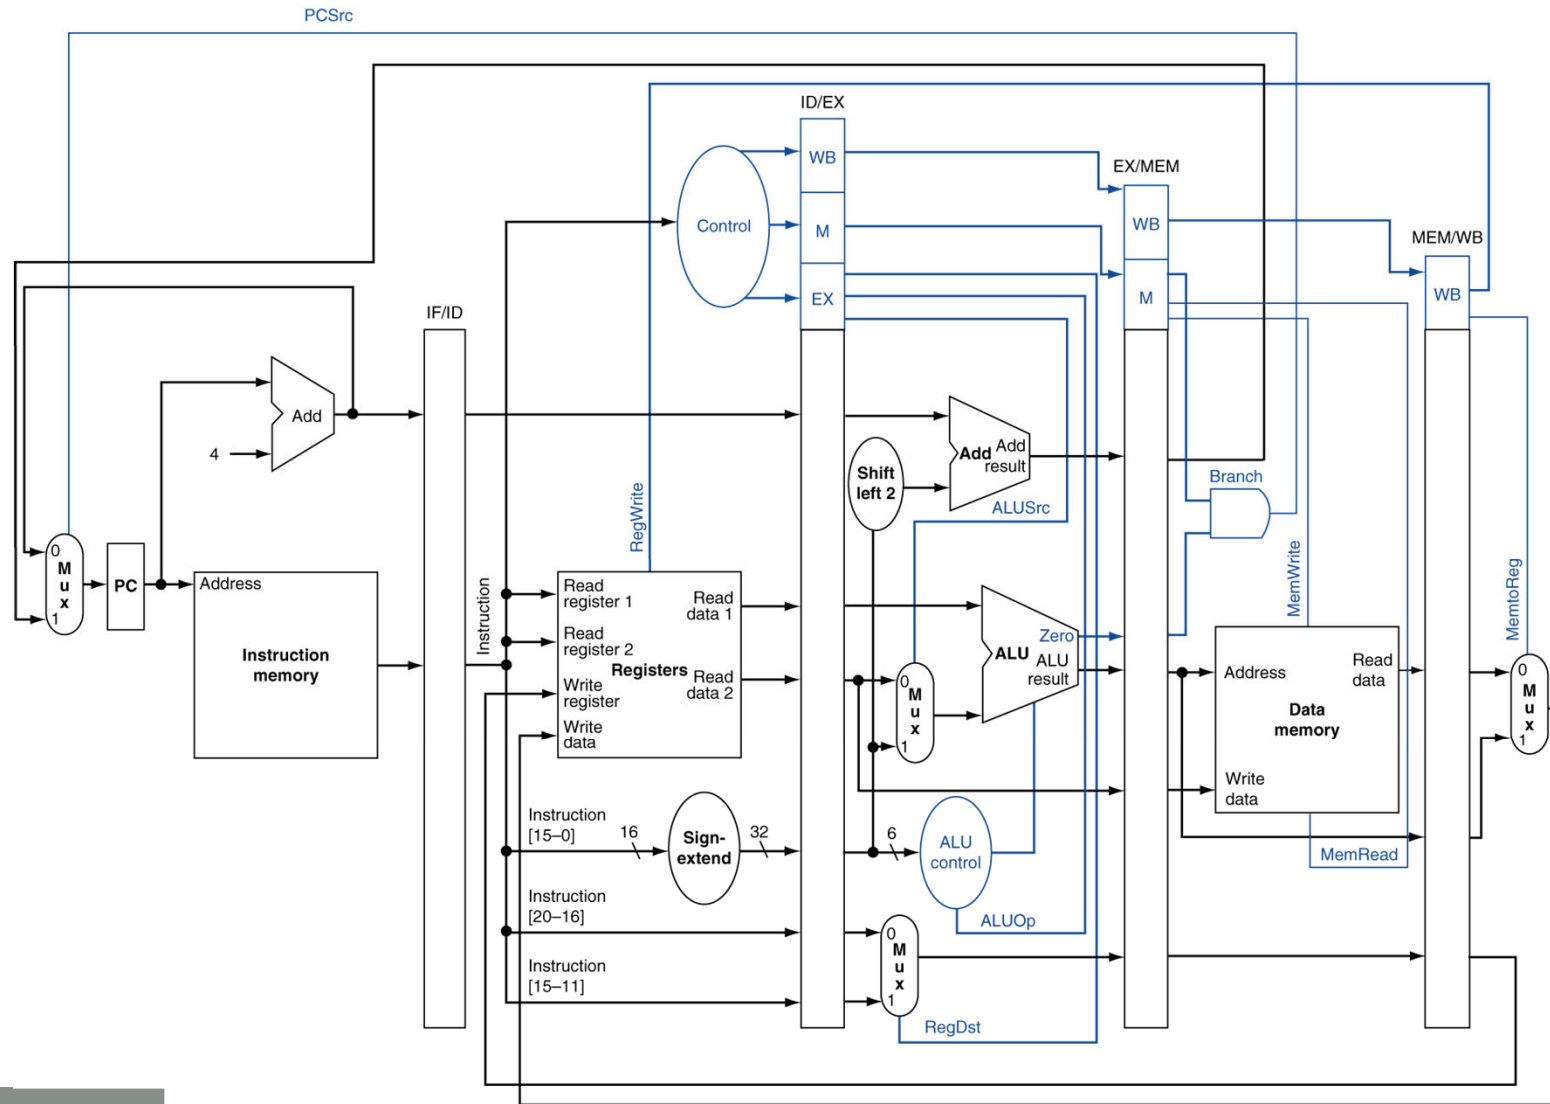 PCSrc
ID/EX
WB
EX/MEM
Control
M
WB
MEM/WB
EX
M
WB
IF/ID
Add
4
Add Add
result
Shift
left 2
Branch
ALUSrc
RegWrite
MemWrite
MemtoReg
Instruction
0
M
u
x
1
PC
Address
Instruction
memory
Read
register 1
Read
register 2
Write
register
Write
data
Registers
Read
data 1
Read
data 2
0
M
u
x
1
Zero
ALU
ALU
result
Address
Read
data
Data
memory
Write
data
0
M
u
x
1
Instruction
[15–0]
16
Sign-
extend
32
6
ALU
control
MemRead
Instruction
[20–16]
ALUOp
0
M
u
x
1
Instruction
[15–11]
RegDst